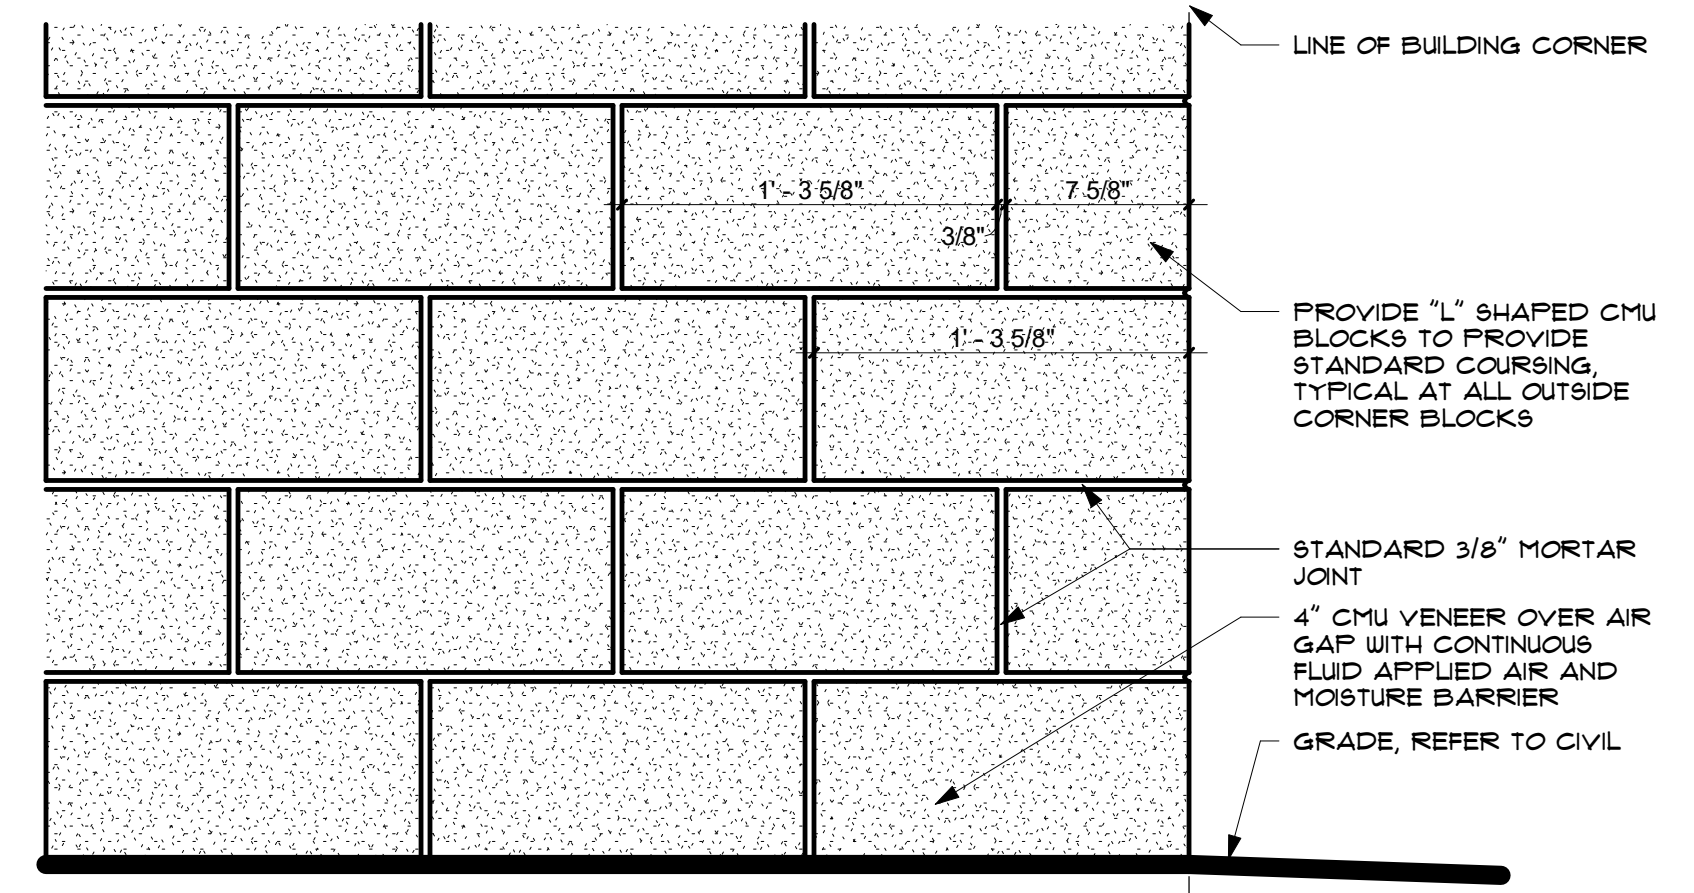 LINE OF BUILDING CORNER
1' - 3 5/8"
7 5/8"
3/8"
PROVIDE "L" SHAPED CMU
BLOCKS TO PROVIDE
STANDARD COURSING,
TYPICAL AT ALL OUTSIDE
CORNER BLOCKS
1' - 3 5/8"
STANDARD 3/8" MORTAR
JOINT
4" CMU VENEER OVER AIR
GAP WITH CONTINUOUS
FLUID APPLIED AIR AND
MOISTURE BARRIER
GRADE, REFER TO CIVIL